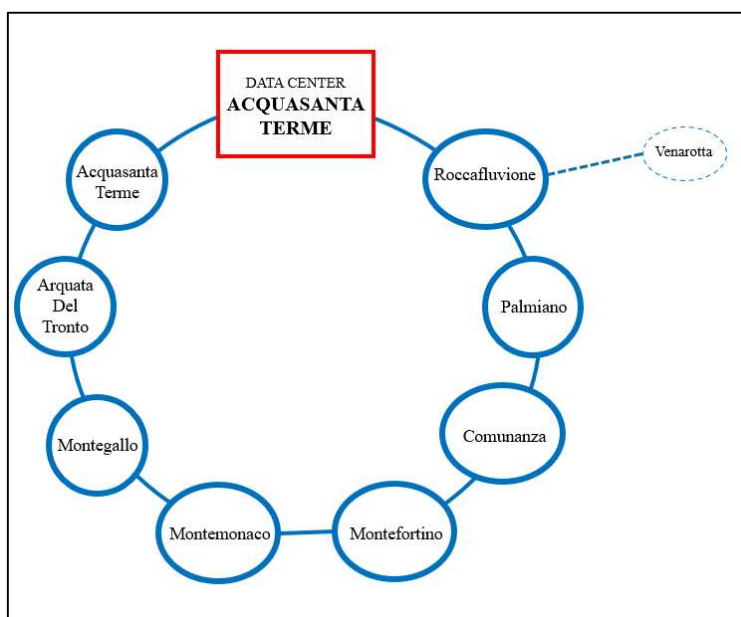 DATA CENTER
ACQUASANTA
TERME
Acquasanta
Terme
Roccafluvione
Venarotta
Arquata
Del
Tronto
Palmiano
Montegallo
Comunanza
Montemonaco
Montefortino